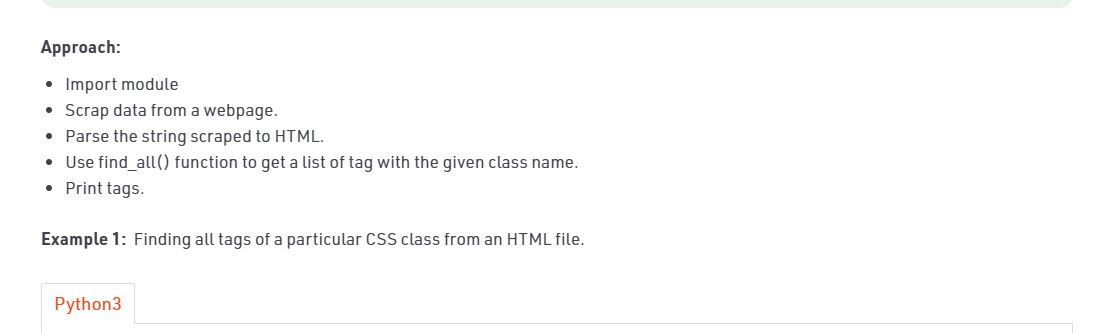 Approach:
Import module
Scrap data from a webpage.
Parse the string scraped to HTML.
Use find_all() function to get a list of tag with the given class name.
Print tags.
Example 1: Finding all tags of a particular CSS class from an HTML file.
Python3